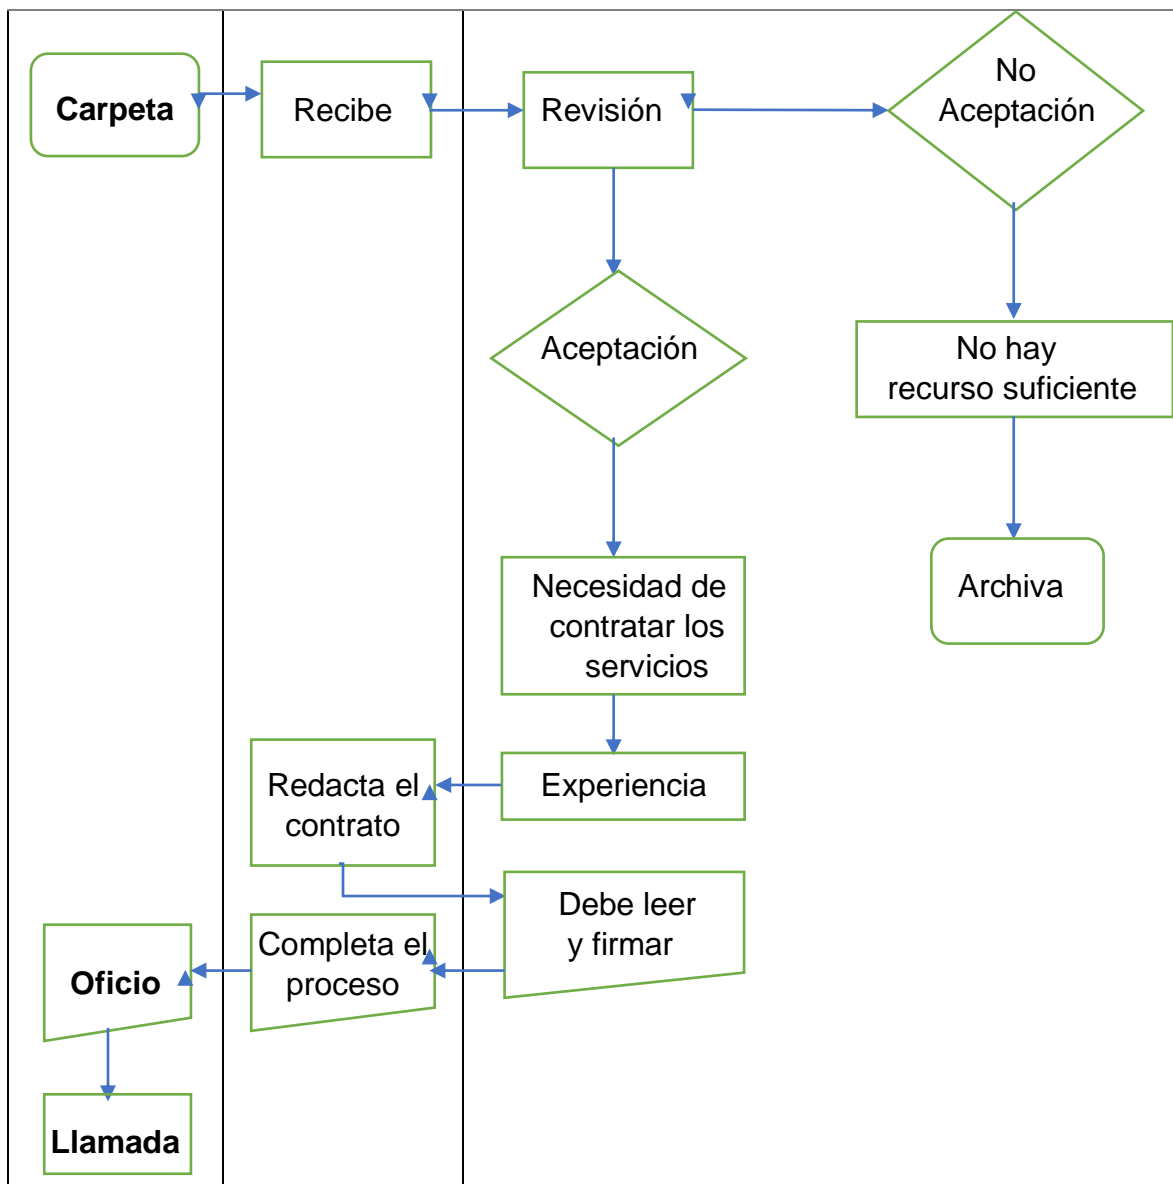 Carpeta
Recibe
Revisión
No
Aceptación
Aceptación
No hay
recurso suficiente
Necesidad de
contratar los
servicios
Archiva
Redacta el
contrato
Experiencia
Debe leer
y firmar
Completa el
proceso
Oficio
Llamada